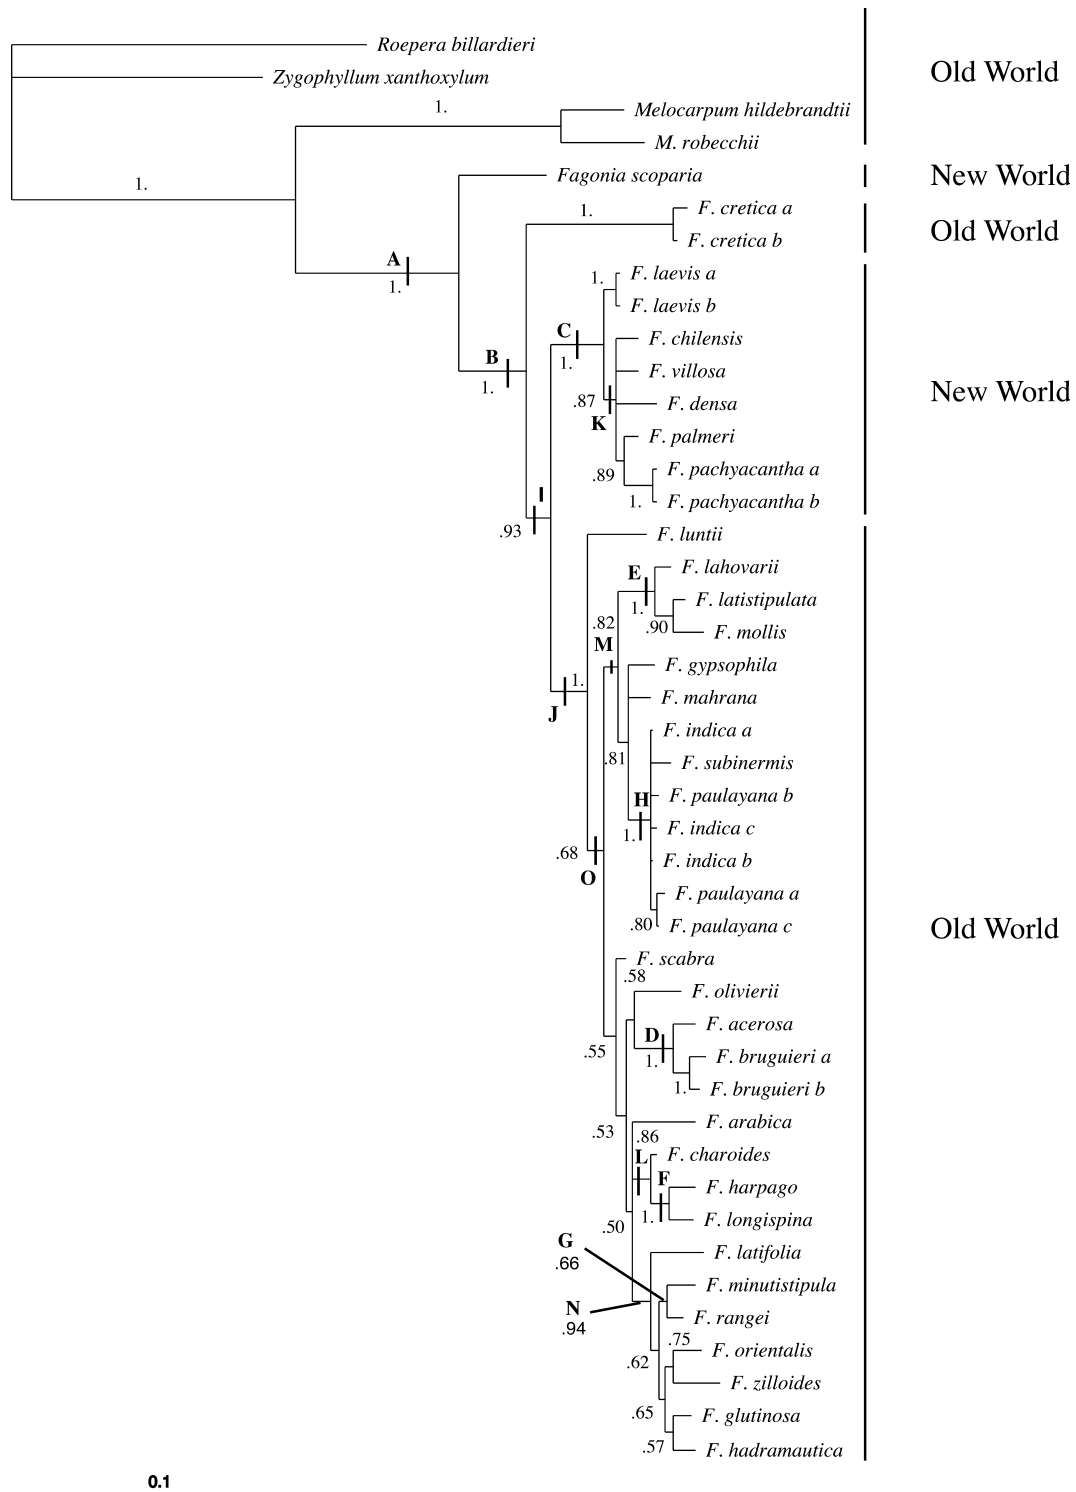 Roepera billardieri
Old World
Zygophyllum xanthoxylum
1.
Melocarpum hildebrandtii
M. robecchii
1.
Fagonia scoparia
New World
F. cretica a
1.
Old World
F. cretica b
A
1.
F. laevis a
1.
F. laevis b
C
F. chilensis
B
1.
F. villosa
1.
New World
.87
F. densa
K
F. palmeri
.89
F. pachyacantha a
1.
F. pachyacantha b
I
.93
F. luntii
E
F. lahovarii
1.
F. latistipulata
.82
.90
F. mollis
M
F. gypsophila
1.
F. mahrana
J
F. indica a
.81
F. subinermis
H
F. paulayana b
1.
F. indica c
.68
F. indica b
O
F. paulayana a
.80
F. paulayana c
Old World
F. scabra
.58
F. olivierii
D
F. acerosa
.55
1.
F. bruguieri a
1.
F. bruguieri b
.53
F. arabica
.86
L
F. charoides
F
F. harpago
1.
F. longispina
.50
G
F. latifolia
.66
F. minutistipula
N
F. rangei
.94
.75
F. orientalis
.62
F. zilloides
.65
F. glutinosa
.57
F. hadramautica
0.1